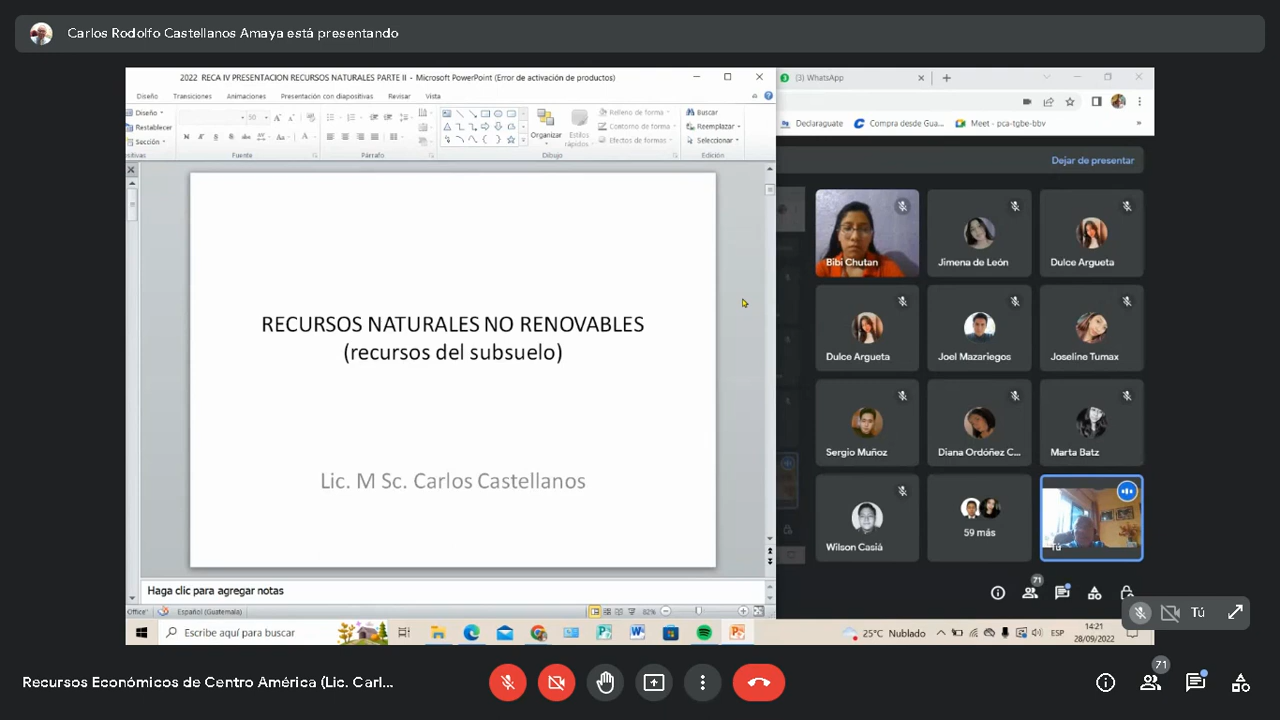 Carlos Rodolfo Castellanos Amaya está presentando
2022 RECA IV PRESENTACION RECURSOS NATURALES PARTE II - Microsoft PowerPoint (Error de activación de productos)
(3) WhatsApp
Diseño Transiciones Animaciones Presentación con diapositivas Revisar Vista
Diseño
Restablecer
Sección
Organizar
Estilos rápidos
Relleno de forma
Contorno de forma
Efectos de formas
Buscar
Reemplazar
Seleccionar
Fuente Párrafo Dibujo Edición
Declaraguate Compra desde Gua... Meet - pca-tgbe-bbv
Dejar de presentar
RECURSOS NATURALES NO RENOVABLES
(recursos del subsuelo)
Lic. M Sc. Carlos Castellanos
Bibi Chutan Jimena de León Dulce Argueta
Dulce Argueta Joel Mazariegos Joseline Tumax
Sergio Muñoz Diana Ordóñez C... Marta Batz
Wilson Casiá 59 más Tú
71
Haga clic para agregar notas
Español (Guatemala) 82%
Tú
Escribe aquí para buscar
25°C Nublado ESP 14:21
28/09/2022
Recursos Económicos de Centro América (Lic. Carl...
71